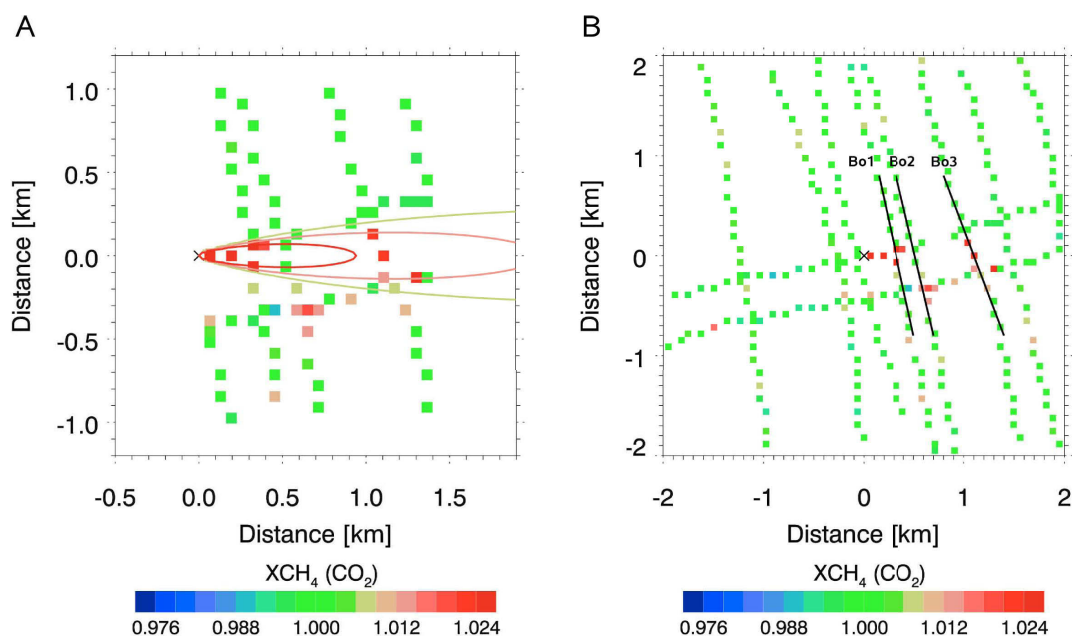 A
1.0
0.5
0.0
-0.5
-1.0
Distance [km]
-0.5 0.0 0.5 1.0 1.5
Distance [km]
XCH₄ (CO₂)
0.976 0.988 1.000 1.012 1.024
B
2
1
0
-1
-2
Distance [km]
Bo1 Bo2 Bo3
-2 -1 0 1 2
Distance [km]
XCH₄ (CO₂)
0.976 0.988 1.000 1.012 1.024